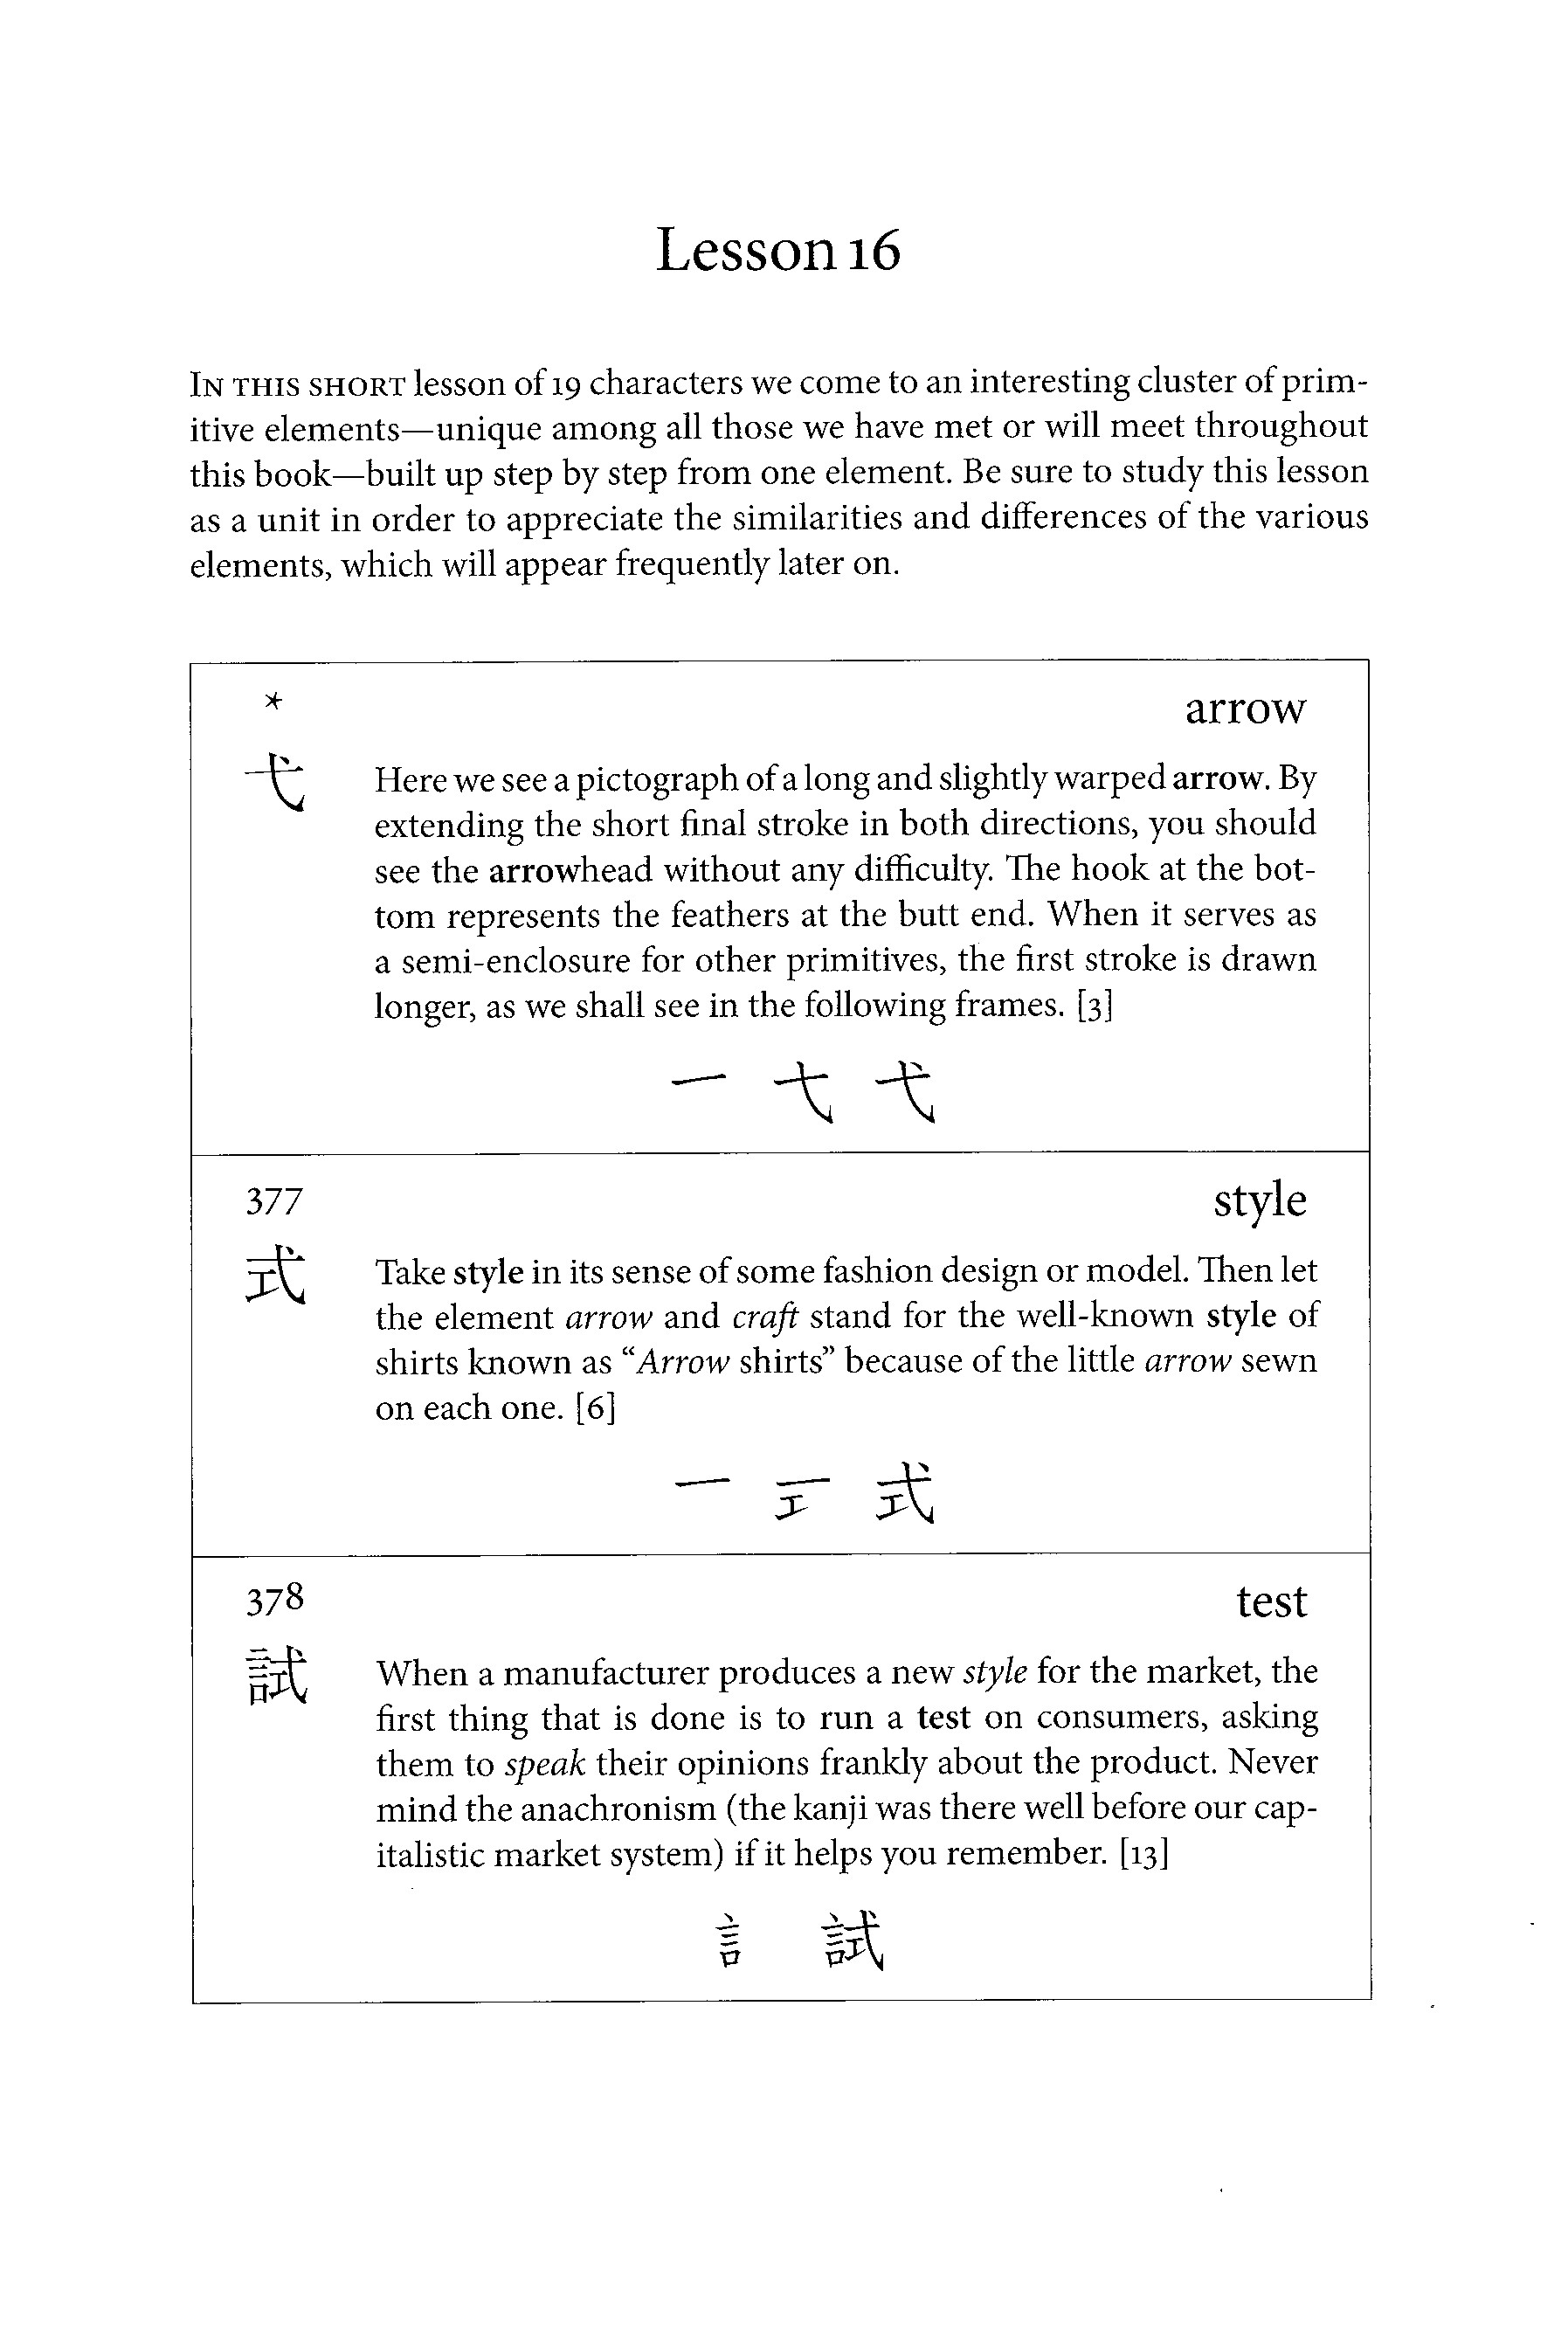 Lesson 16
IN THIS SHORT lesson of 19 characters we come to an interesting cluster of prim-
itive elements—unique among all those we have met or will meet throughout
this book—built up step by step from one element. Be sure to study this lesson
as a unit in order to appreciate the similarities and differences of the various
elements, which will appear frequently later on.
* arrow
弋 Here we see a pictograph of a long and slightly warped arrow. By
extending the short final stroke in both directions, you should
see the arrowhead without any difficulty. The hook at the bot-
tom represents the feathers at the butt end. When it serves as
a semi-enclosure for other primitives, the first stroke is drawn
longer, as we shall see in the following frames. [3]
一 七 弋
377 style
式 Take style in its sense of some fashion design or model. Then let
the element arrow and craft stand for the well-known style of
shirts known as “Arrow shirts” because of the little arrow sewn
on each one. [6]
一 〒 式
378 test
試 When a manufacturer produces a new style for the market, the
first thing that is done is to run a test on consumers, asking
them to speak their opinions frankly about the product. Never
mind the anachronism (the kanji was there well before our cap-
italistic market system) if it helps you remember. [13]
言 試